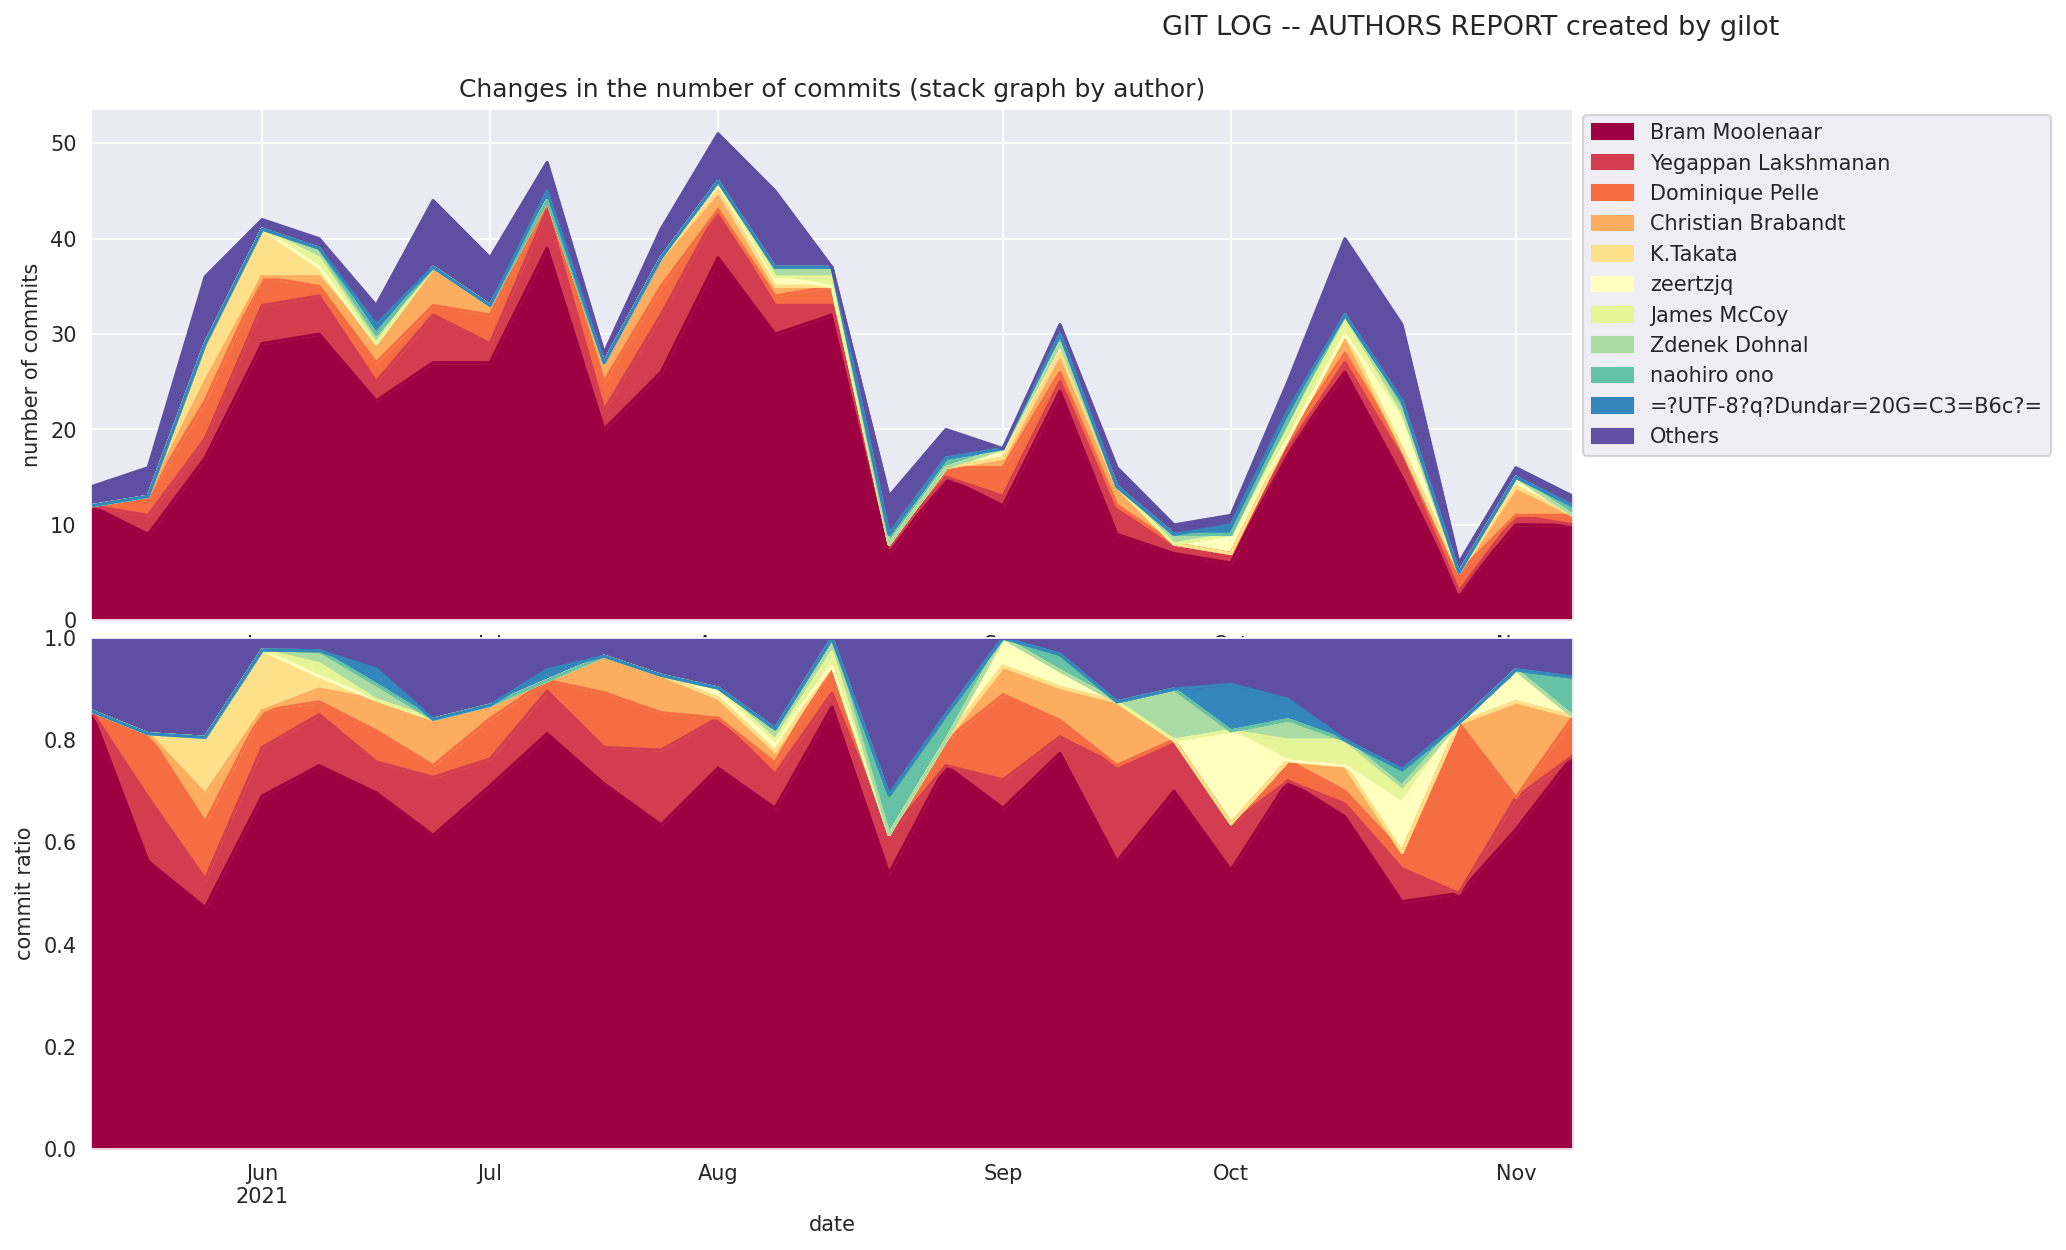 GIT LOG -- AUTHORS REPORT created by gilot
Changes in the number of commits (stack graph by author)
number of commits
50
40
30
20
10
0
Bram Moolenaar
Yegappan Lakshmanan
Dominique Pelle
Christian Brabandt
K.Takata
zeertzjq
James McCoy
Zdenek Dohnal
naohiro ono
=?UTF-8?q?Dundar=20G=C3=B6c?=
Others
commit ratio
1.0
0.8
0.6
0.4
0.2
0.0
Jun Jul Aug Sep Oct Nov
2021
date